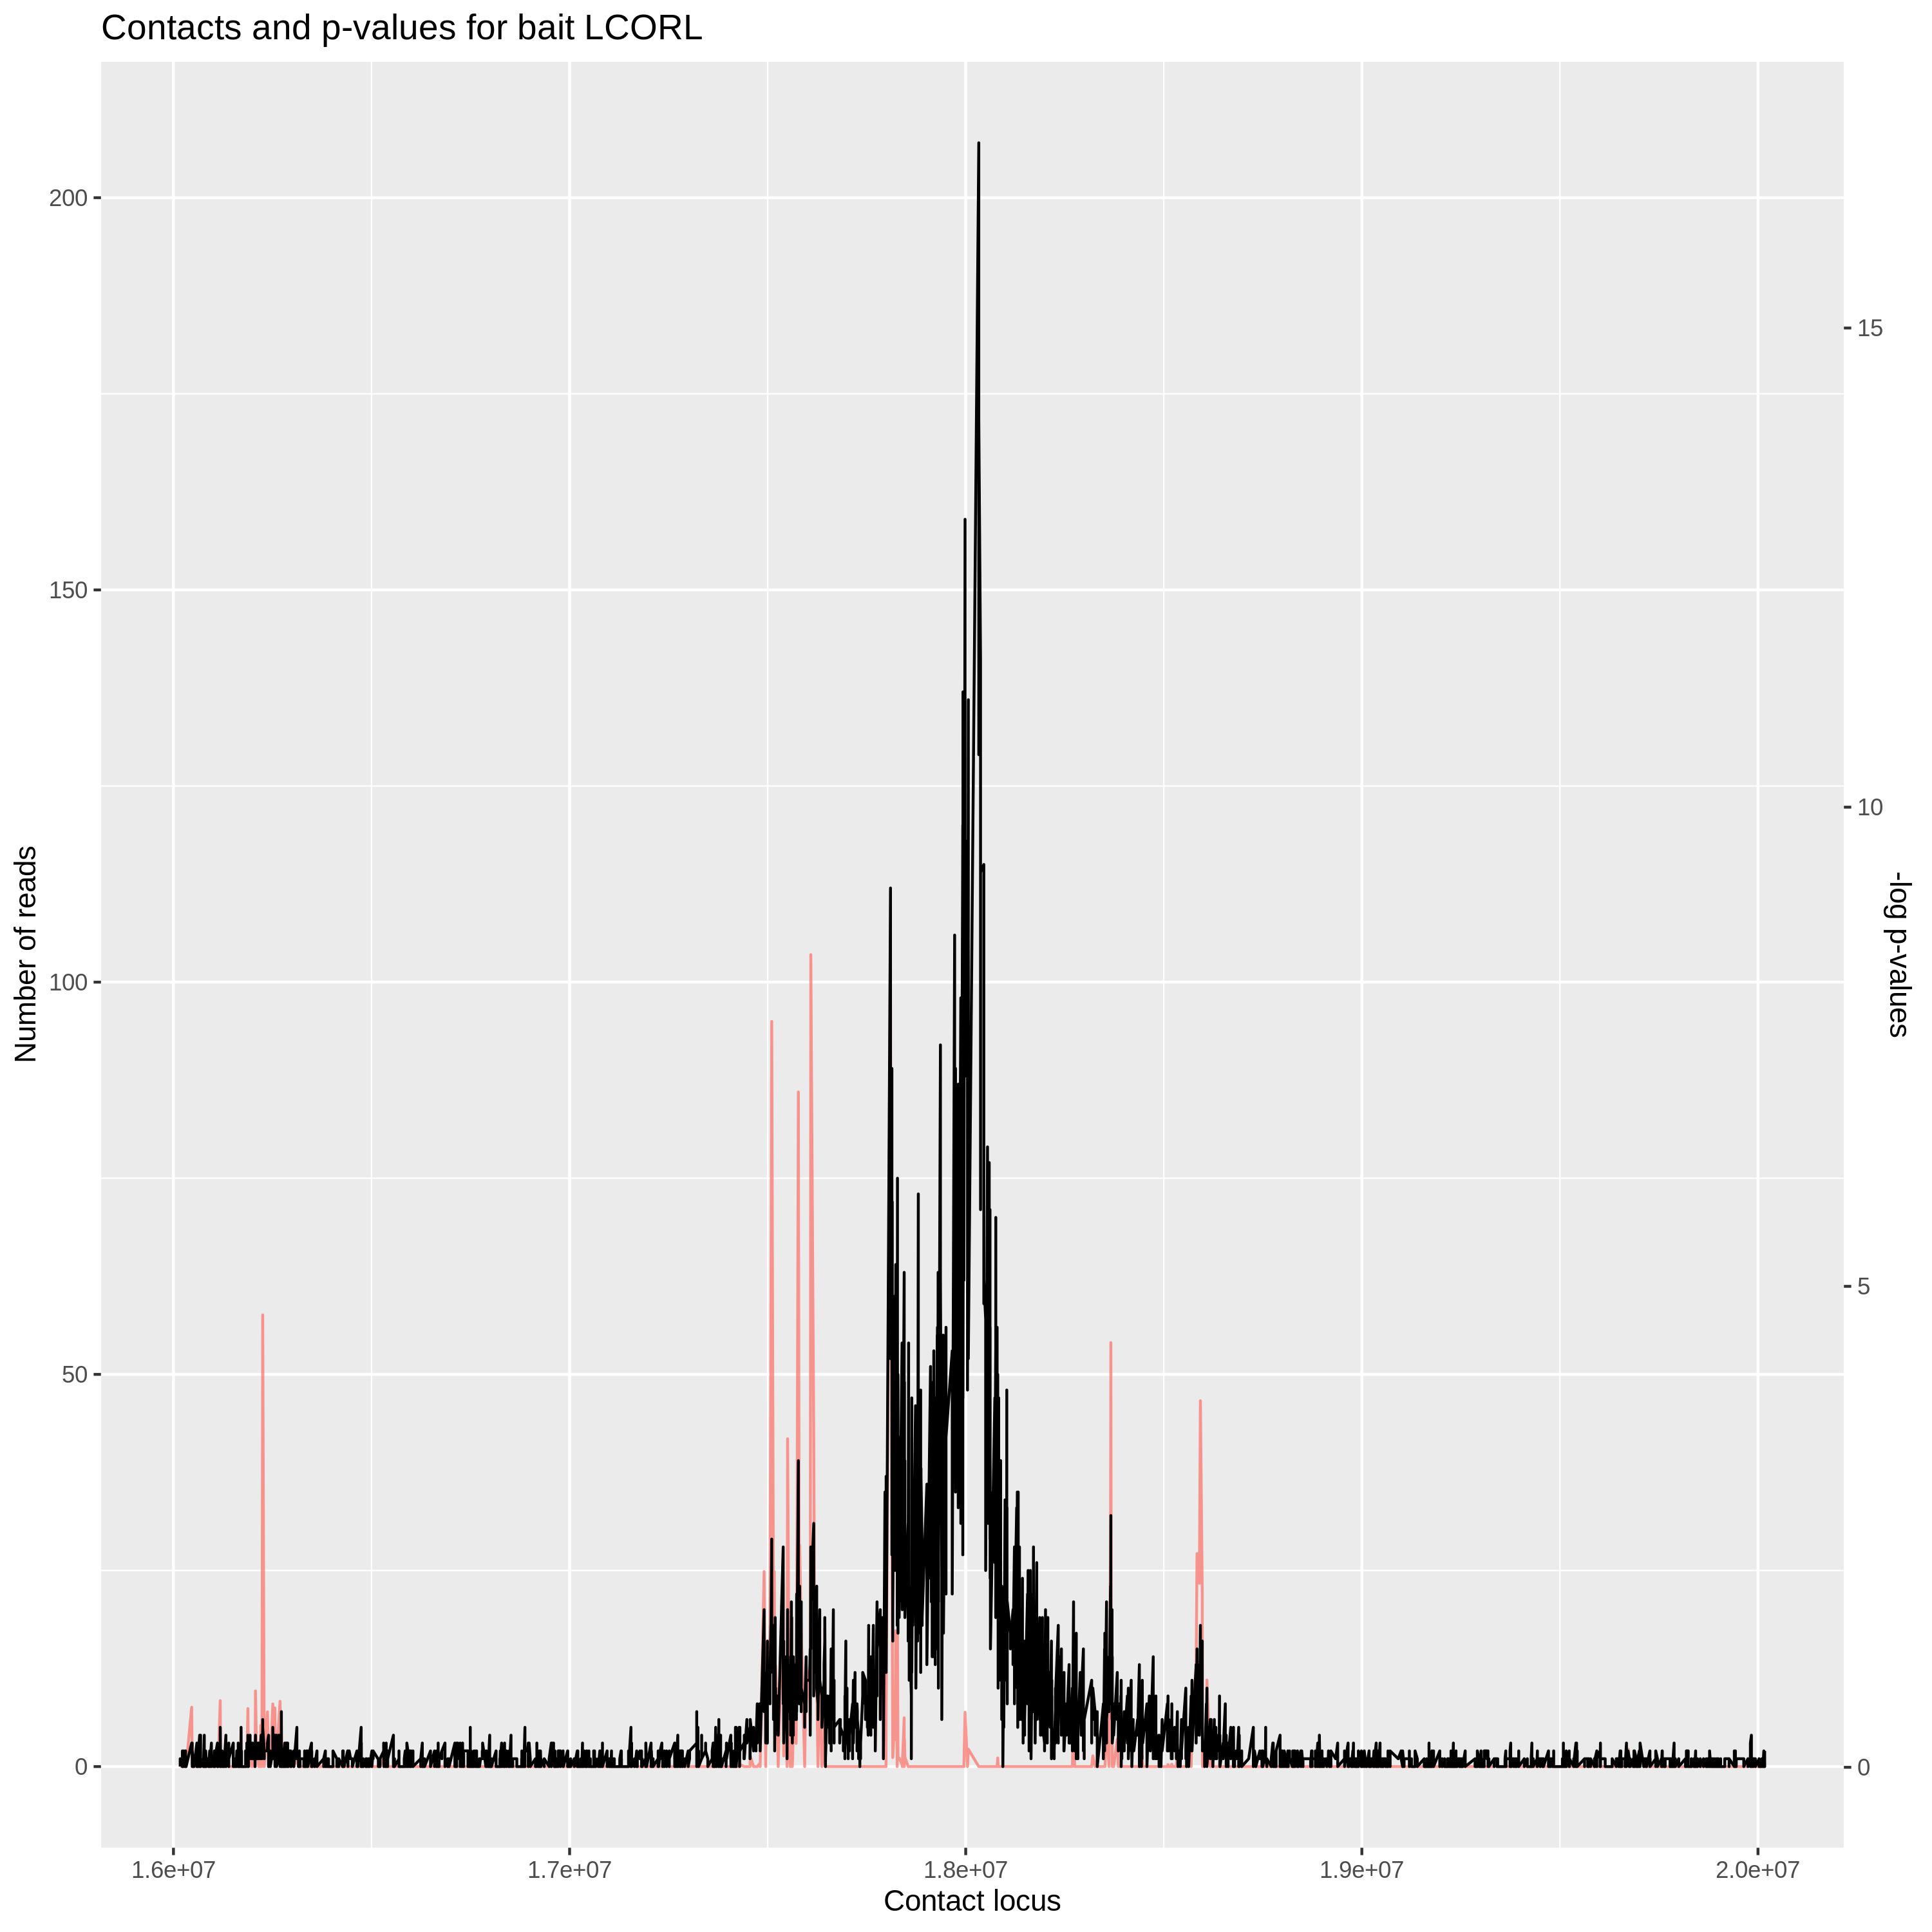 Contacts and p-values for bait LCORL
200
150
100
50
0
Number of reads
15
10
5
0
-log p-values
1.6e+07
1.7e+07
1.8e+07
1.9e+07
2.0e+07
Contact locus